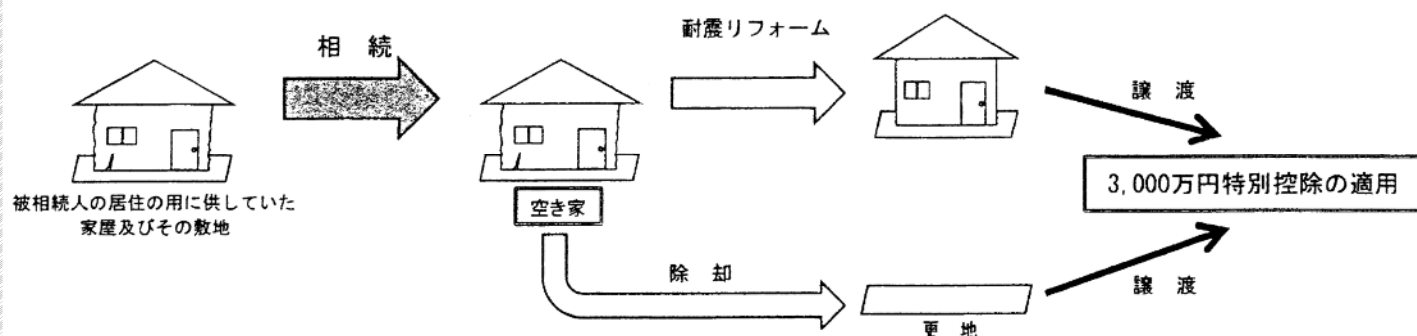 相 続
耐震リフォーム
譲 渡
被相続人の居住の用に供していた
家屋及びその敷地
空き家
3,000万円特別控除の適用
除 却
譲 渡
更 地